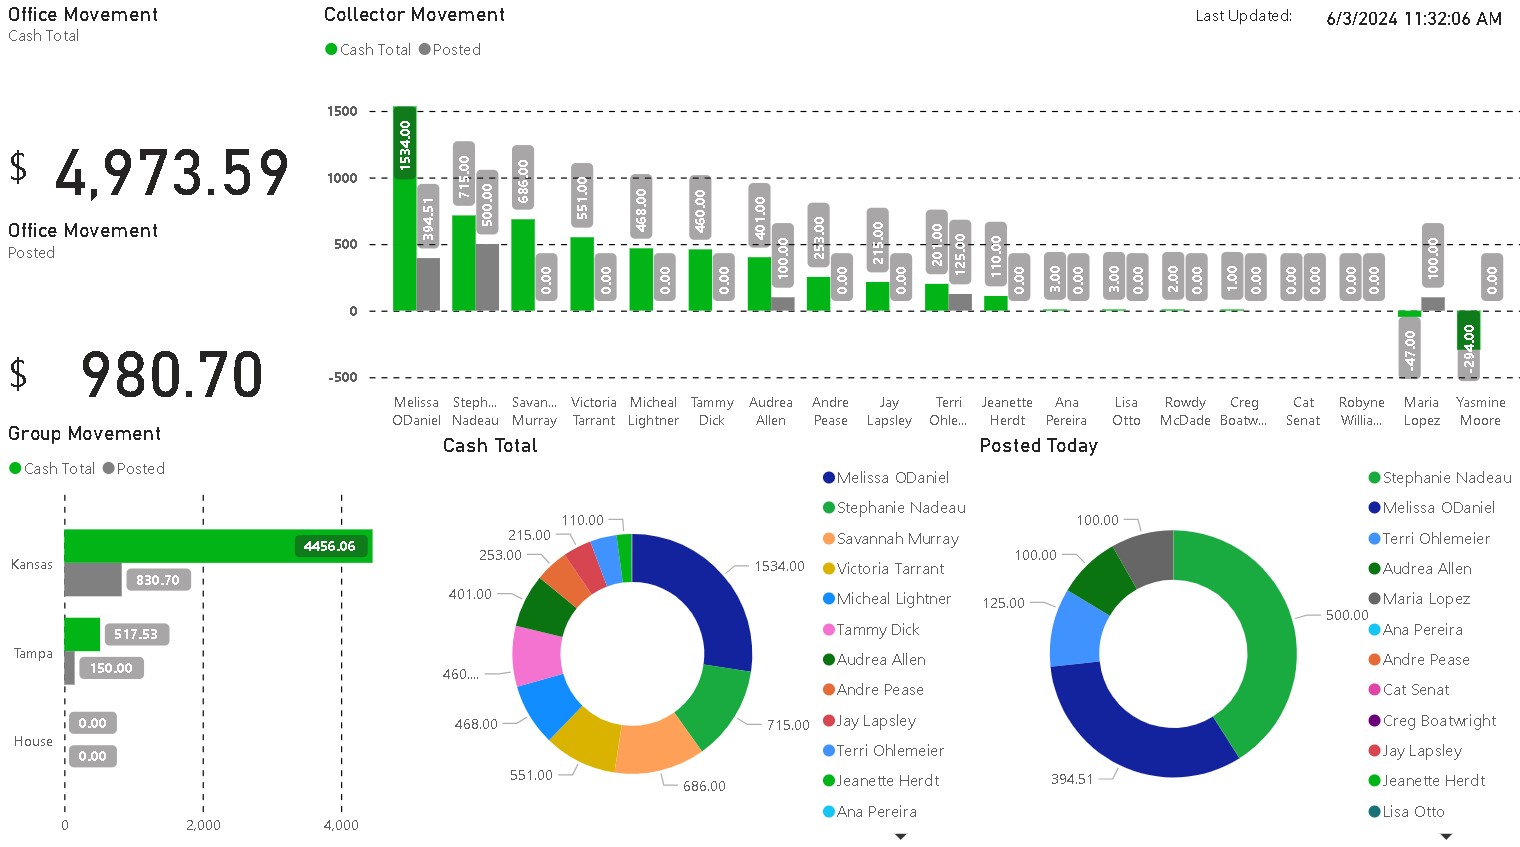 Office Movement
Cash Total
$ 4,973.59
Office Movement
Posted
$ 980.70
Collector Movement
Cash Total Posted
Last Updated: 6/3/2024 11:32:06 AM
1500
1000
500
0
-500
1534.00 394.51 715.00 500.00 686.00 0.00 551.00 0.00 468.00 0.00 460.00 0.00 401.00 100.00 253.00 0.00 215.00 0.00 201.00 125.00 110.00 0.00 3.00 0.00 3.00 0.00 2.00 0.00 1.00 0.00 0.00 0.00 0.00 0.00 -47.00 100.00 -294.00 0.00
Melissa Steph... Savan... Victoria Micheal Tammy Audrea Andre Jay Terri Jeanette Ana Lisa Rowdy Creg Cat Robyne Maria Yasmine
ODaniel Nadeau Murray Tarrant Lightner Dick Allen Pease Lapsley Ohle... Herdt Pereira Otto McDade Boatw... Senat Willia... Lopez Moore
Group Movement
Cash Total Posted
Kansas
4456.06
830.70
Tampa
517.53
150.00
House
0.00
0.00
0 2,000 4,000
Cash Total
110.00
215.00
253.00
401.00
460....
468.00
551.00
686.00
715.00
1534.00
Melissa ODaniel
Stephanie Nadeau
Savannah Murray
Victoria Tarrant
Micheal Lightner
Tammy Dick
Audrea Allen
Andre Pease
Jay Lapsley
Terri Ohlemeier
Jeanette Herdt
Ana Pereira
Posted Today
100.00
100.00
125.00
394.51
500.00
Stephanie Nadeau
Melissa ODaniel
Terri Ohlemeier
Audrea Allen
Maria Lopez
Ana Pereira
Andre Pease
Cat Senat
Creg Boatwright
Jay Lapsley
Jeanette Herdt
Lisa Otto